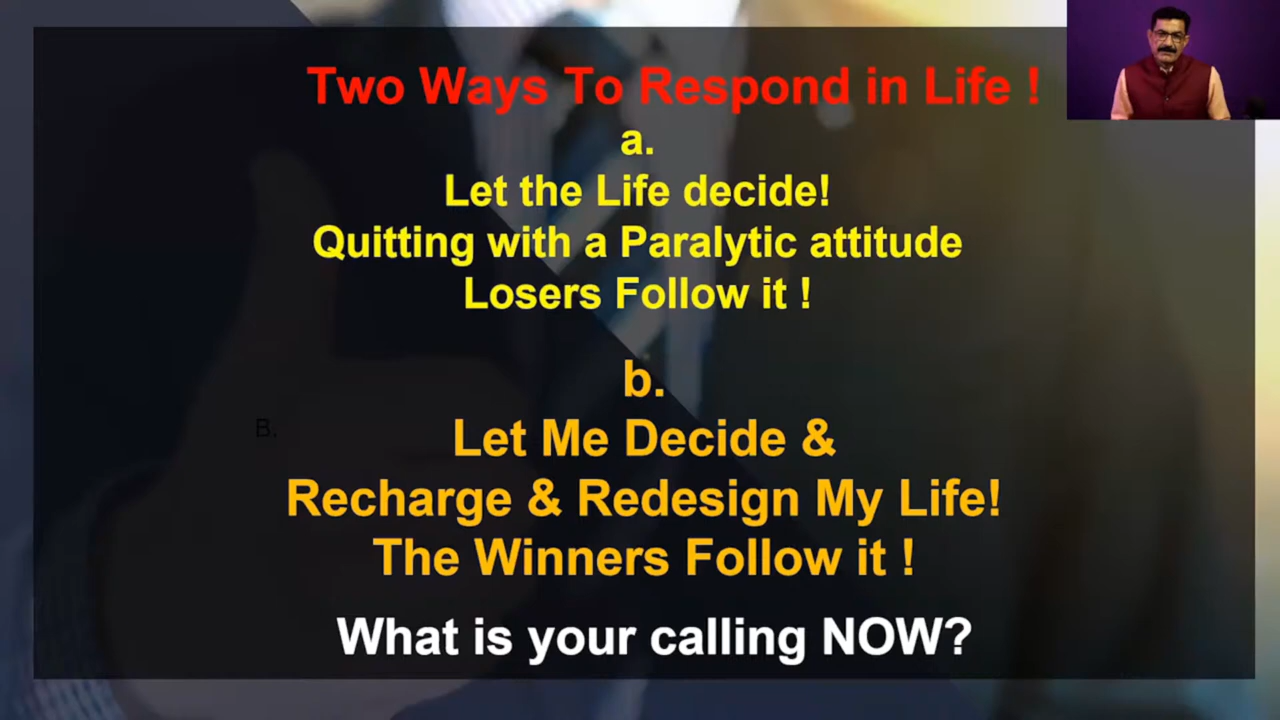 Two Ways To Respond in Life !
a.
Let the Life decide!
Quitting with a Paralytic attitude
Losers Follow it !
b.
B.
Let Me Decide &
Recharge & Redesign My Life!
The Winners Follow it !
What is your calling NOW?